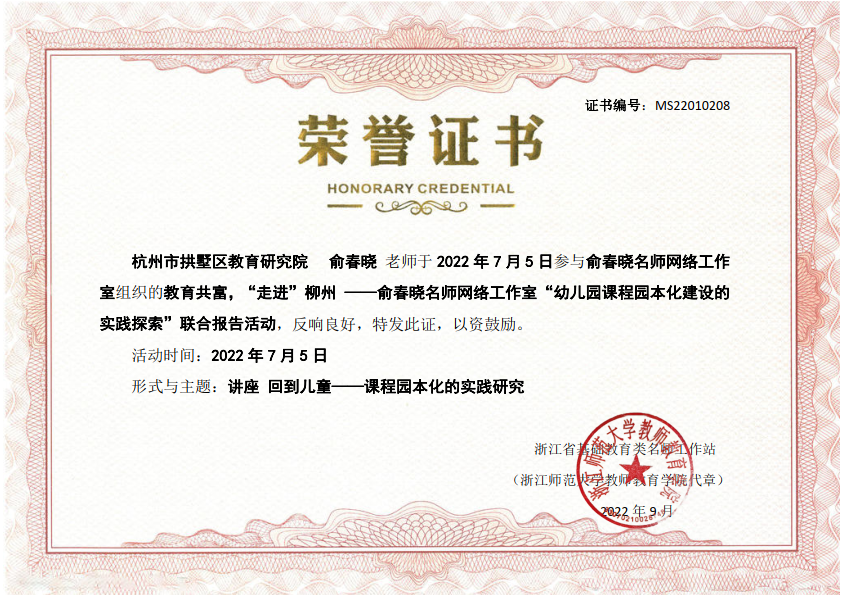 证书编号：MS22010208
荣誉证书
HONORARY CREDENTIAL
杭州市拱墅区教育研究院 俞春晓 老师于 2022 年 7 月 5 日参与俞春晓名师网络工作
室组织的教育共富，“走进”柳州 ——俞春晓名师网络工作室“幼儿园课程园本化建设的
实践探索”联合报告活动，反响良好，特发此证，以资鼓励。
活动时间：2022 年 7 月 5 日
形式与主题：讲座 回到儿童——课程园本化的实践研究
浙江省基础教育类名师工作站
（浙江师范大学教师教育学院代章）
2022 年 9 月
浙江师范大学教师教育学院